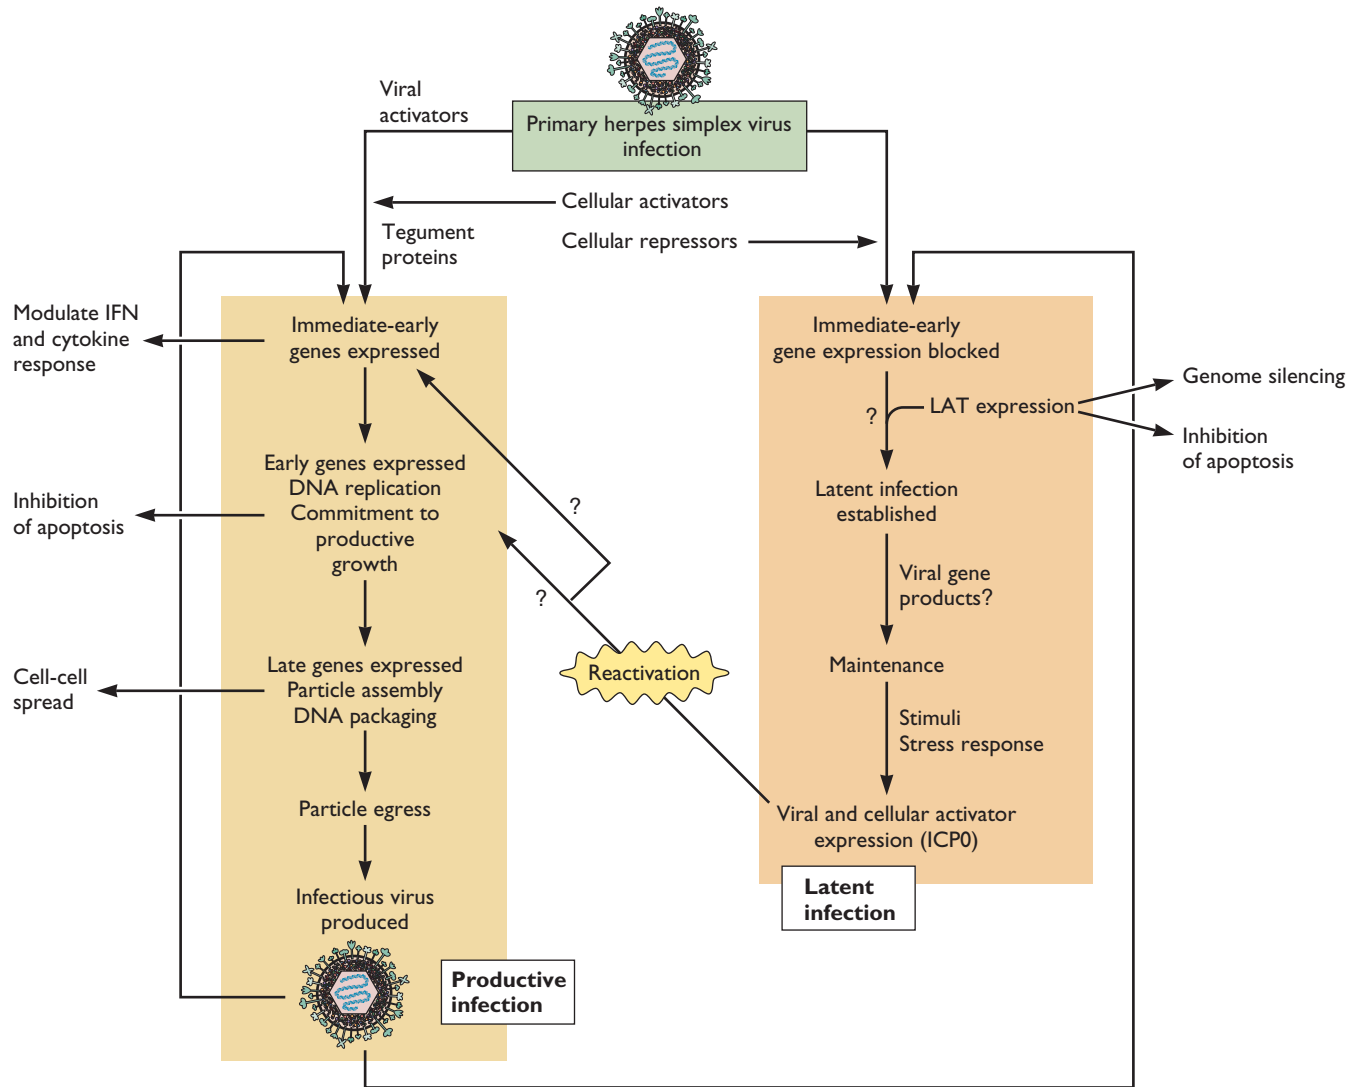 Viral
activators
Primary herpes simplex virus
infection
Cellular activators
Tegument
proteins
Cellular repressors
Modulate IFN
and cytokine
response
Immediate-early
genes expressed
Inhibition
of apoptosis
Early genes expressed
DNA replication
Commitment to
productive
growth
Cell-cell
spread
Late genes expressed
Particle assembly
DNA packaging
Particle egress
Infectious virus
produced
Productive
infection
?
?
Reactivation
Immediate-early
gene expression blocked
?
LAT expression
Genome silencing
Inhibition
of apoptosis
Latent infection
established
Viral gene
products?
Maintenance
Stimuli
Stress response
Viral and cellular activator
expression (ICP0)
Latent
infection